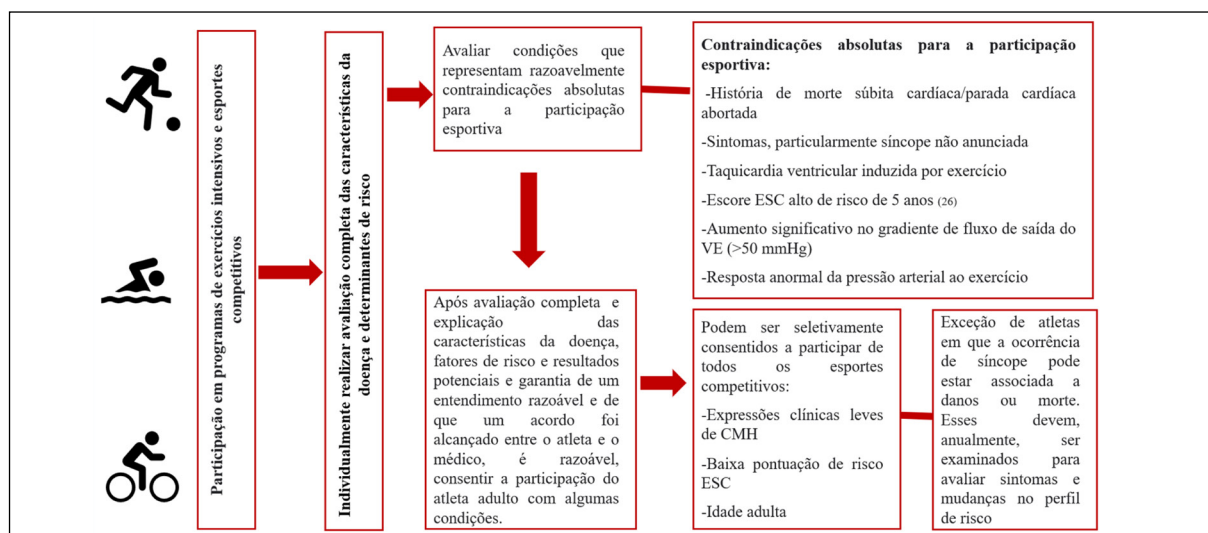 Participação em programas de exercícios intensivos e esportes
competitivos
Individualmente realizar avaliação completa das características da
doença e determinantes de risco
Avaliar condições que
representam razoavelmente
contraindicações absolutas
para a participação
esportiva
Contraindicações absolutas para a participação
esportiva:
-História de morte súbita cardíaca/parada cardíaca
abortada
-Sintomas, particularmente síncope não anunciada
-Taquicardia ventricular induzida por exercício
-Escore ESC alto de risco de 5 anos (26)
-Aumento significativo no gradiente de fluxo de saída do
VE (>50 mmHg)
-Resposta anormal da pressão arterial ao exercício
Após avaliação completa e
explicação das
características da doença,
fatores de risco e resultados
potenciais e garantia de um
entendimento razoável e de
que um acordo foi
alcançado entre o atleta e o
médico, é razoável,
consentir a participação do
atleta adulto com algumas
condições.
Podem ser seletivamente
consentidos a participar de
todos os esportes
competitivos:
-Expressões clínicas leves
de CMH
-Baixa pontuação de risco
ESC
-Idade adulta
Exceção de atletas
em que a ocorrência
de síncope pode
estar associada a
danos ou morte.
Esses devem,
anualmente, ser
examinados para
avaliar sintomas e
mudanças no perfil
de risco